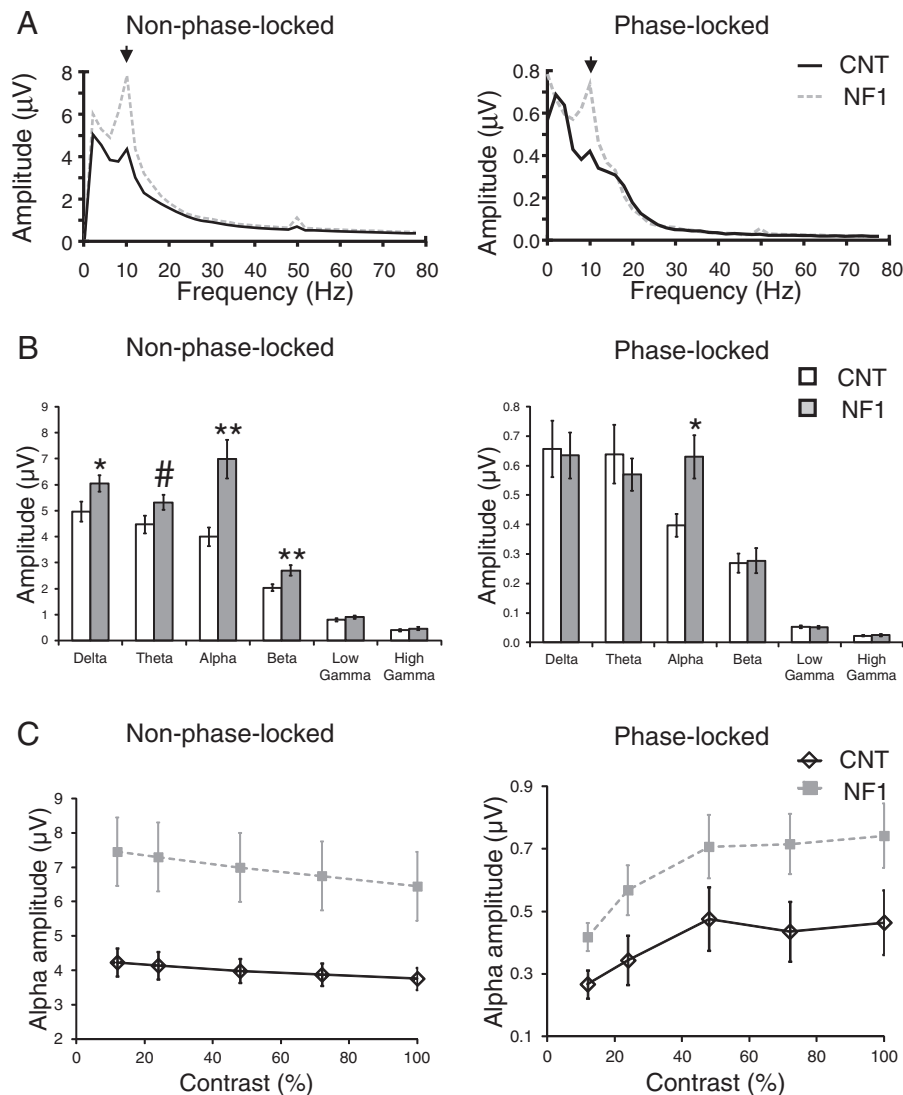 A
Non-phase-locked
Phase-locked
CNT
NF1
Amplitude (µV)
8
6
4
2
0
0 10 20 30 40 50 60 70 80
Frequency (Hz)
Amplitude (µV)
0.8
0.6
0.4
0.2
0.0
0 10 20 30 40 50 60 70 80
Frequency (Hz)
B
Non-phase-locked
Phase-locked
CNT
NF1
Amplitude (µV)
9
8
7
6
5
4
3
2
1
0
* # ** **
Delta Theta Alpha Beta Low Gamma High Gamma
Amplitude (µV)
0.8
0.7
0.6
0.5
0.4
0.3
0.2
0.1
0.0
*
Delta Theta Alpha Beta Low Gamma High Gamma
C
Non-phase-locked
Phase-locked
CNT
NF1
Alpha amplitude (µV)
9
8
7
6
5
4
3
2
0 20 40 60 80 100
Contrast (%)
Alpha amplitude (µV)
0.9
0.7
0.5
0.3
0.1
0 20 40 60 80 100
Contrast (%)